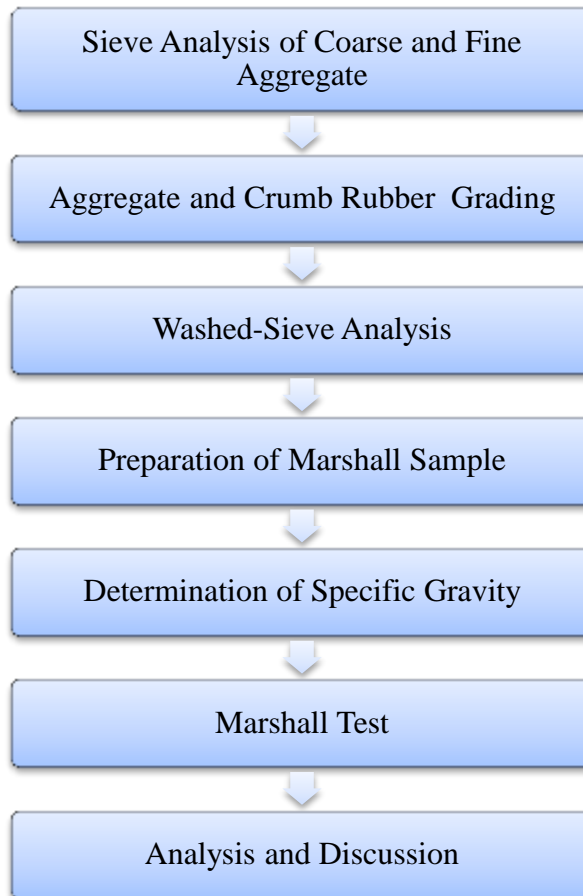 Sieve Analysis of Coarse and Fine
Aggregate
Aggregate and Crumb Rubber Grading
Washed-Sieve Analysis
Preparation of Marshall Sample
Determination of Specific Gravity
Marshall Test
Analysis and Discussion